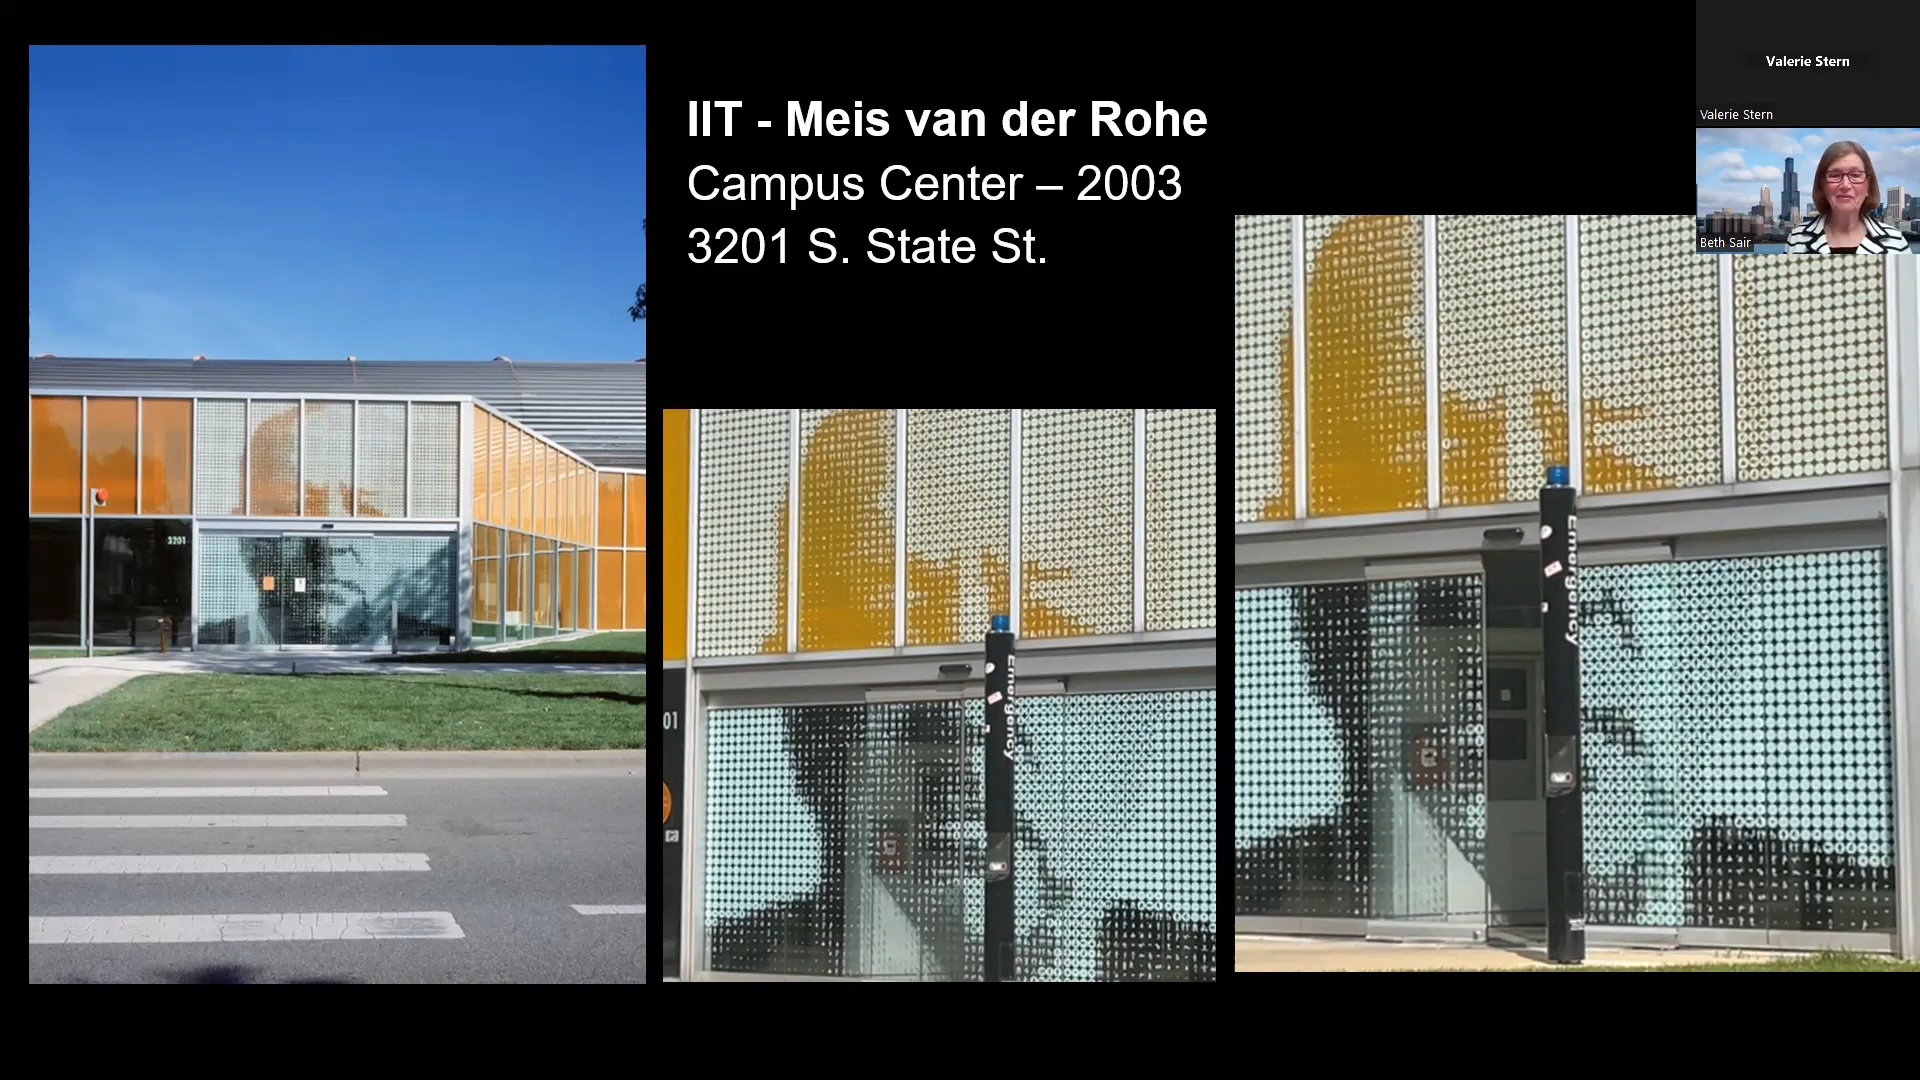 IIT - Meis van der Rohe
Campus Center – 2003
3201 S. State St.
Valerie Stern
Valerie Stern
Beth Sair
3201
01
Emergency
Emergency